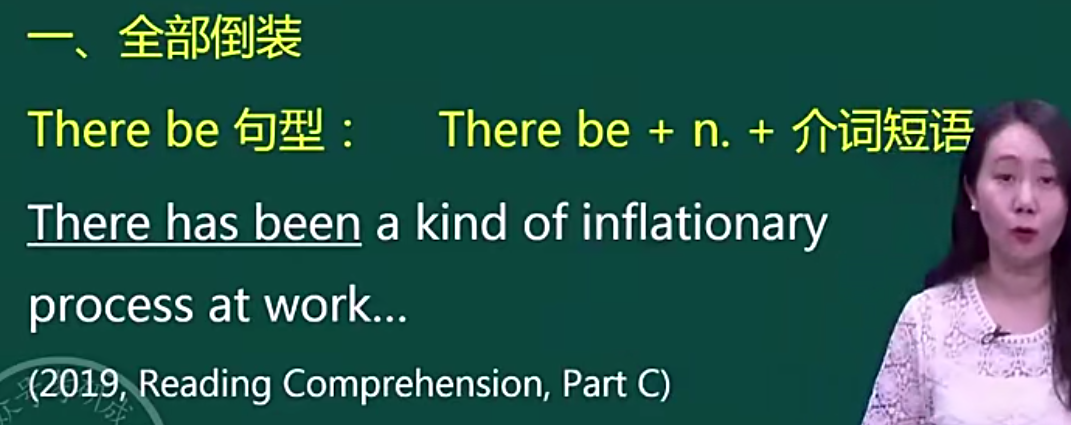 一、全部倒装
There be 句型： There be + n. + 介词短语
There has been a kind of inflationary
process at work...
(2019, Reading Comprehension, Part C)